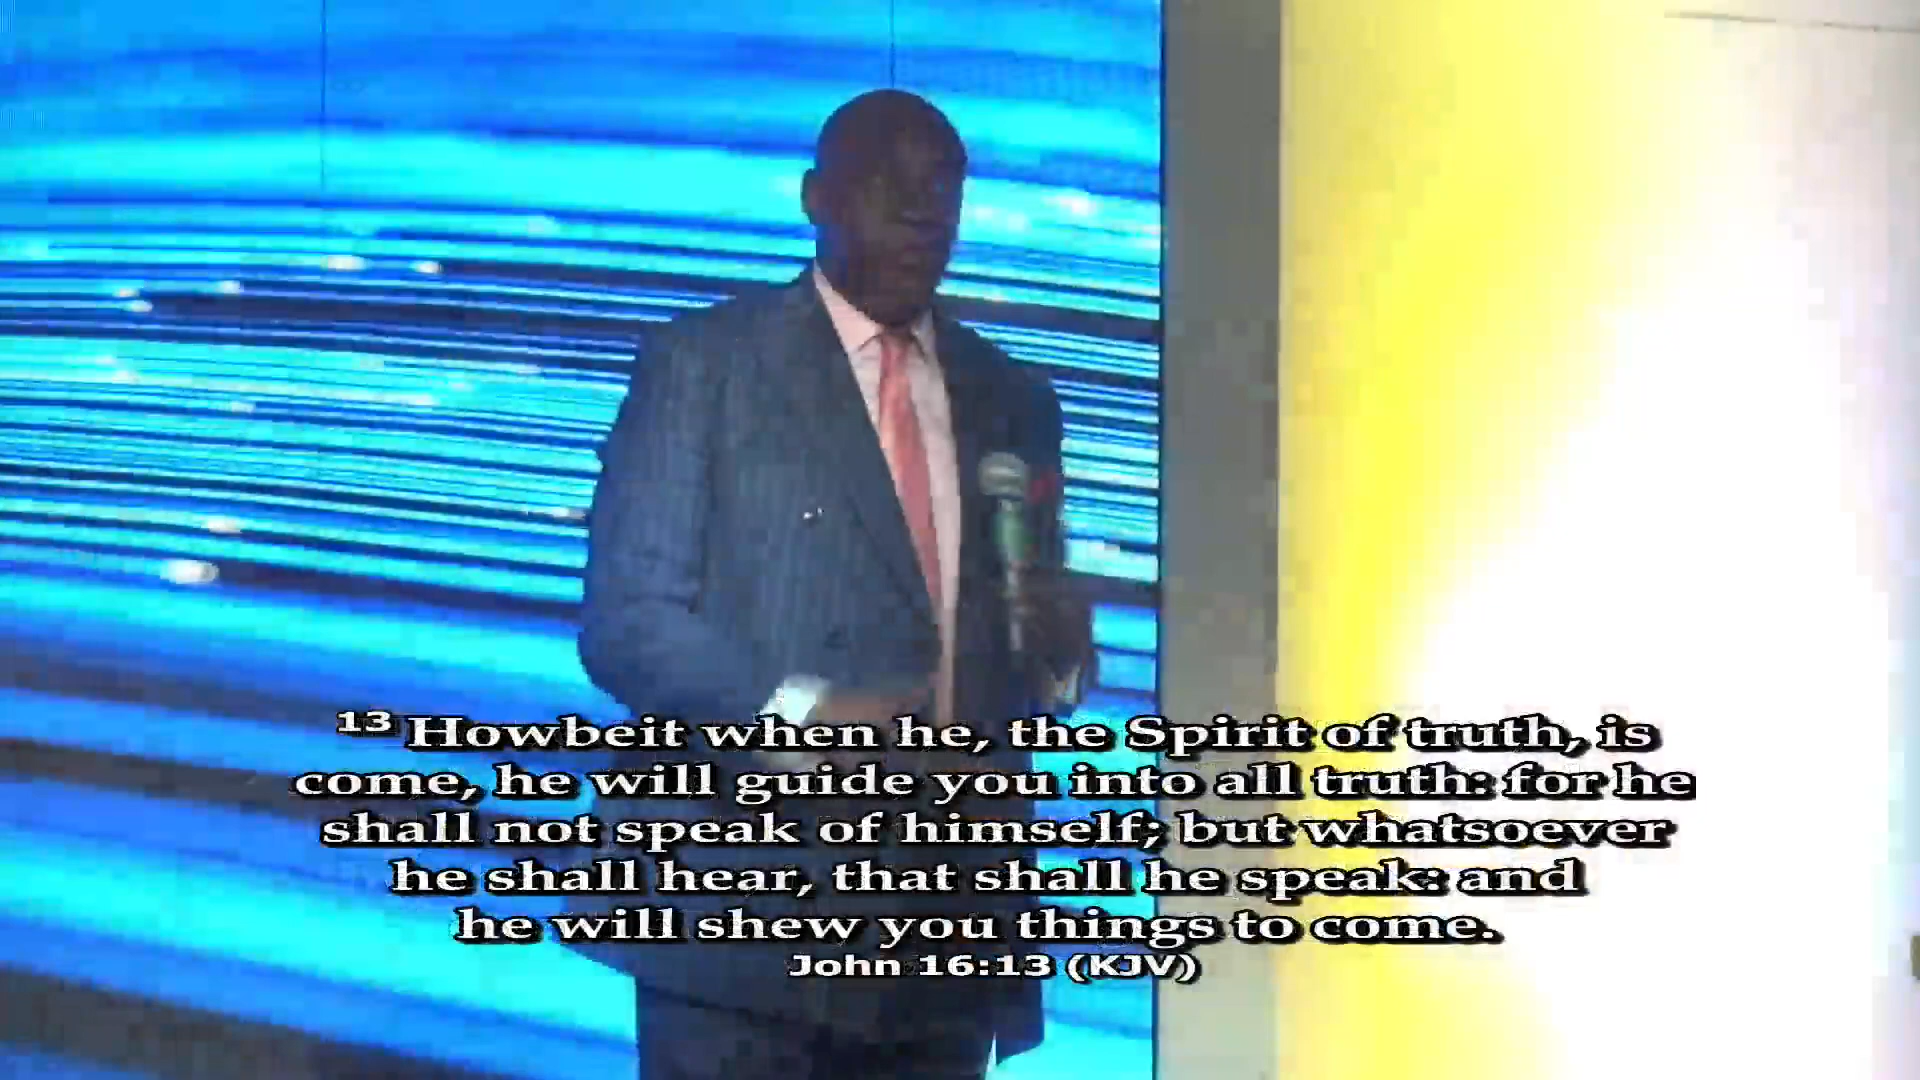 13 Howbeit when he, the Spirit of truth, is
come, he will guide you into all truth: for he
shall not speak of himself; but whatsoever
he shall hear, that shall he speak: and
he will shew you things to come.
John 16:13 (KJV)